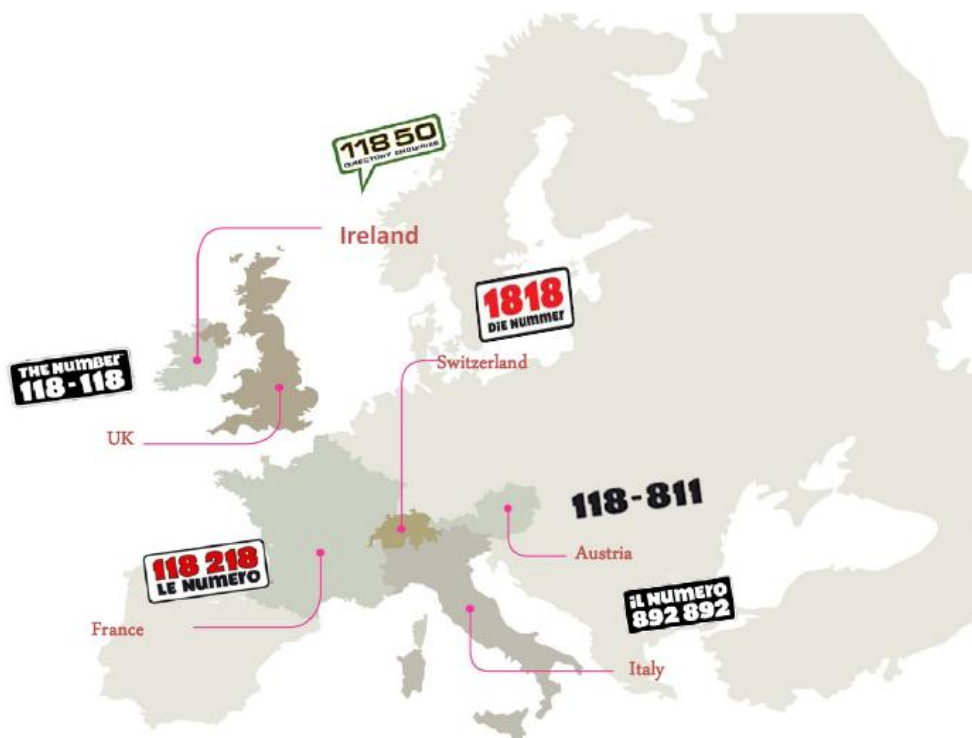 11850
DIRECTORY ENQUIRIES
Ireland
1818
DiE NUMMER
Switzerland
THE NUMBER
118-118
UK
118-811
Austria
118 218
LE NUMERO
France
iL NUMERO
892 892
Italy